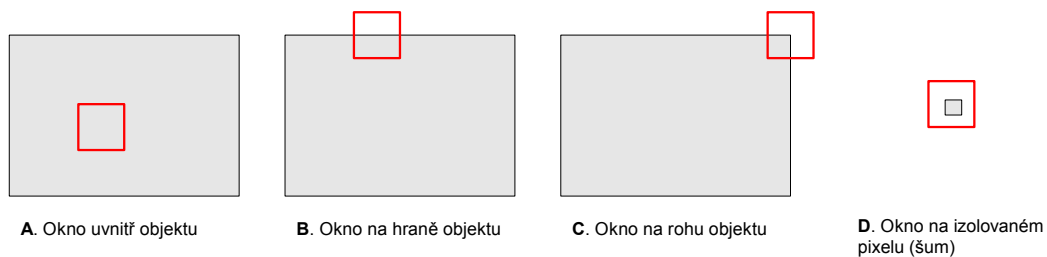 A. Okno uvnitř objektu
B. Okno na hraně objektu
C. Okno na rohu objektu
D. Okno na izolovaném
pixelu (šum)